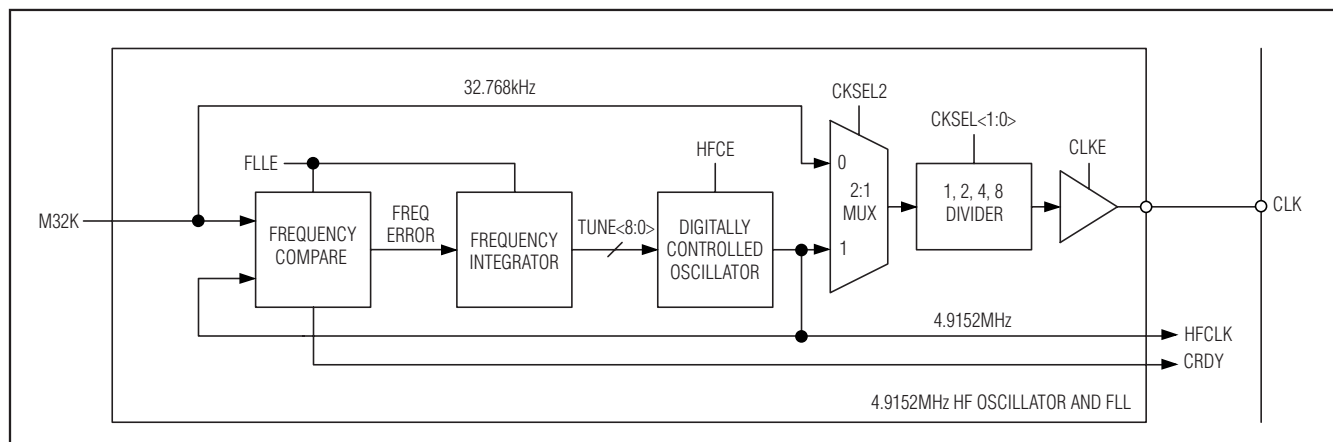 32.768kHz
CKSEL2
CKSEL<1:0>
FLLE
HFCE
0
CLKE
M32K
FREQUENCY
COMPARE
FREQ
ERROR
FREQUENCY
INTEGRATOR
TUNE<8:0>
DIGITALLY
CONTROLLED
OSCILLATOR
2:1
MUX
1
1, 2, 4, 8
DIVIDER
CLK
4.9152MHz
HFCLK
CRDY
4.9152MHz HF OSCILLATOR AND FLL